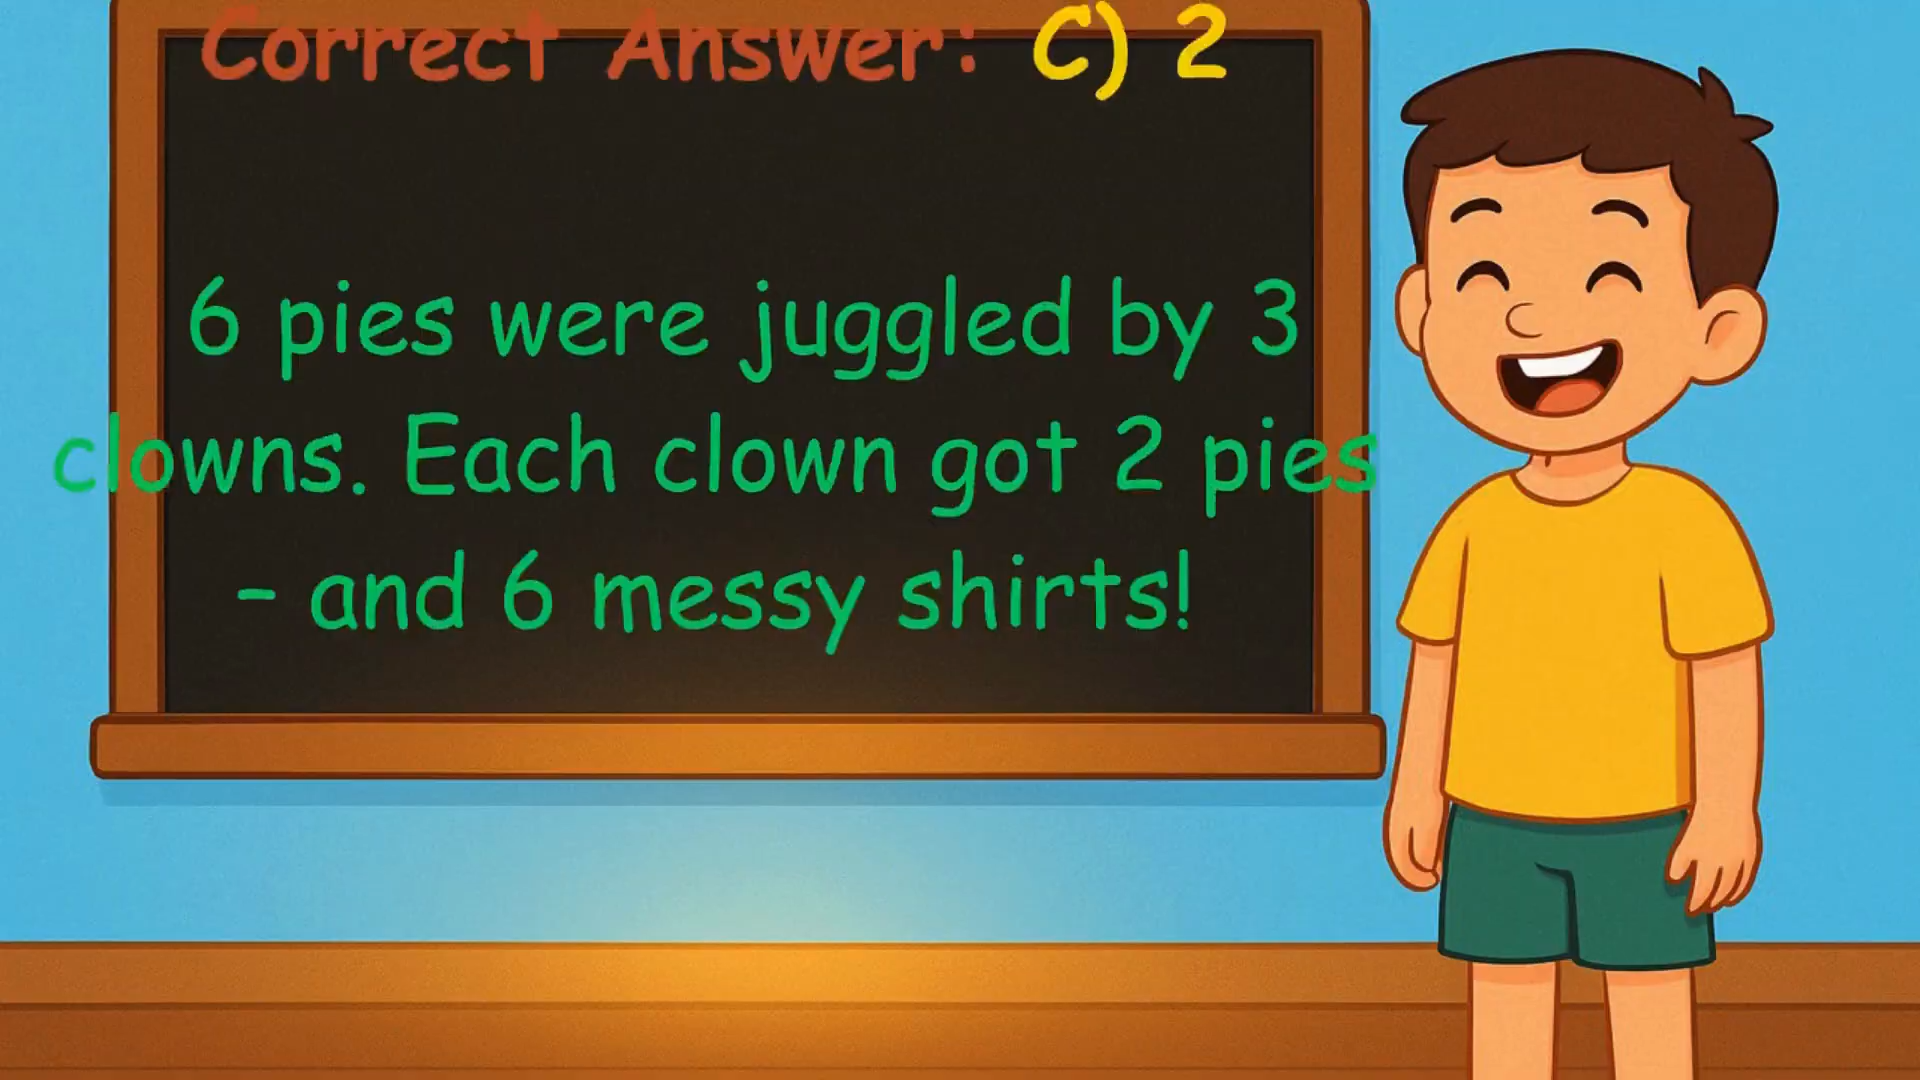 Correct Answer: C) 2
6 pies were juggled by 3
clowns. Each clown got 2 pies
– and 6 messy shirts!